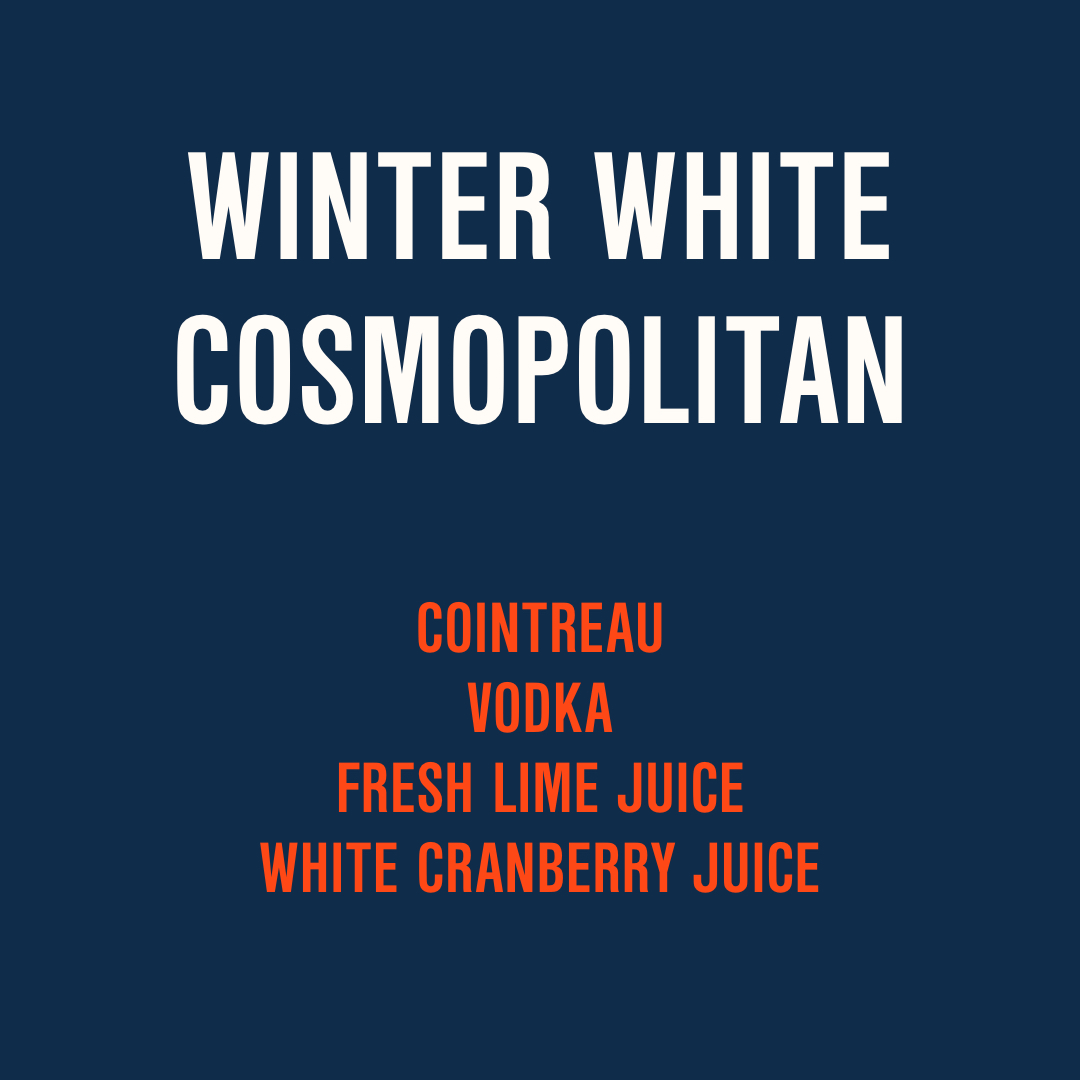 WINTER WHITE
COSMOPOLITAN
COINTREAU
VODKA
FRESH LIME JUICE
WHITE CRANBERRY JUICE